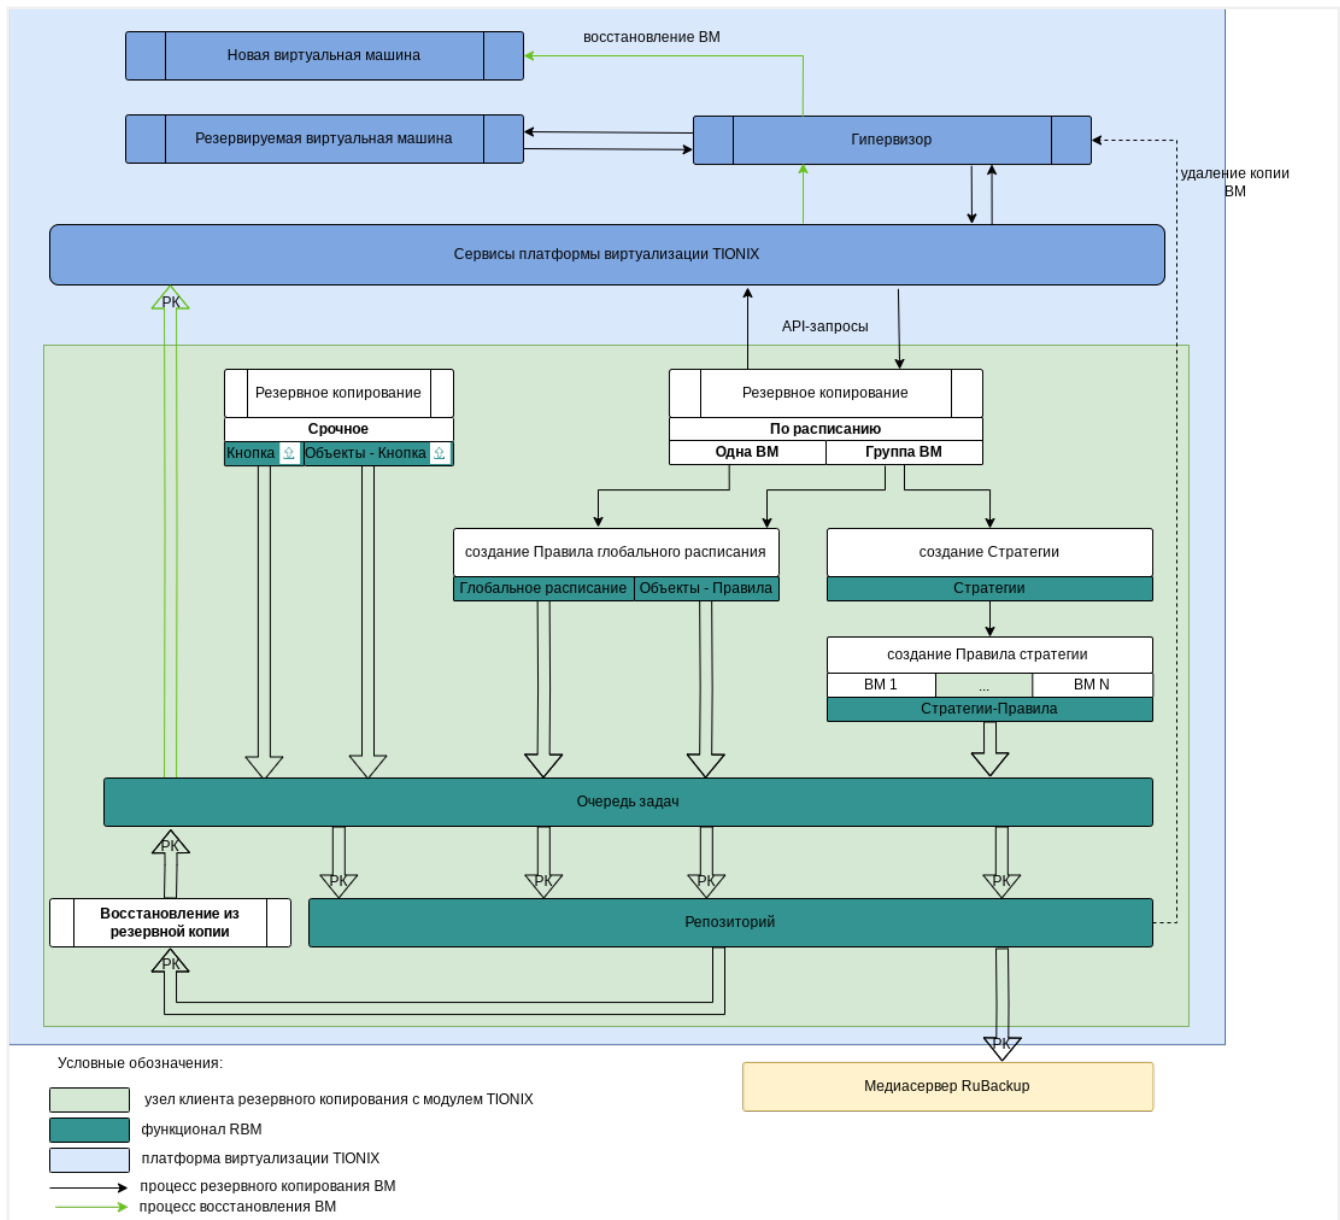 восстановление ВМ
Новая виртуальная машина
Резервируемая виртуальная машина
Гипервизор
удаление копии
ВМ
Сервисы платформы виртуализации TIONIX
РК
API-запросы
Резервное копирование
Срочное
Кнопка
Объекты - Кнопка
Резервное копирование
По расписанию
Одна ВМ
Группа ВМ
создание Правила глобального расписания
Глобальное расписание
Объекты - Правила
создание Стратегии
Стратегии
создание Правила стратегии
ВМ 1
...
ВМ N
Стратегии-Правила
Очередь задач
РК
РК
РК
РК
РК
Восстановление из
резервной копии
Репозиторий
РК
РК
Медиасервер RuBackup
Условные обозначения:
узел клиента резервного копирования с модулем TIONIX
функционал RBM
платформа виртуализации TIONIX
процесс резервного копирования ВМ
процесс восстановления ВМ